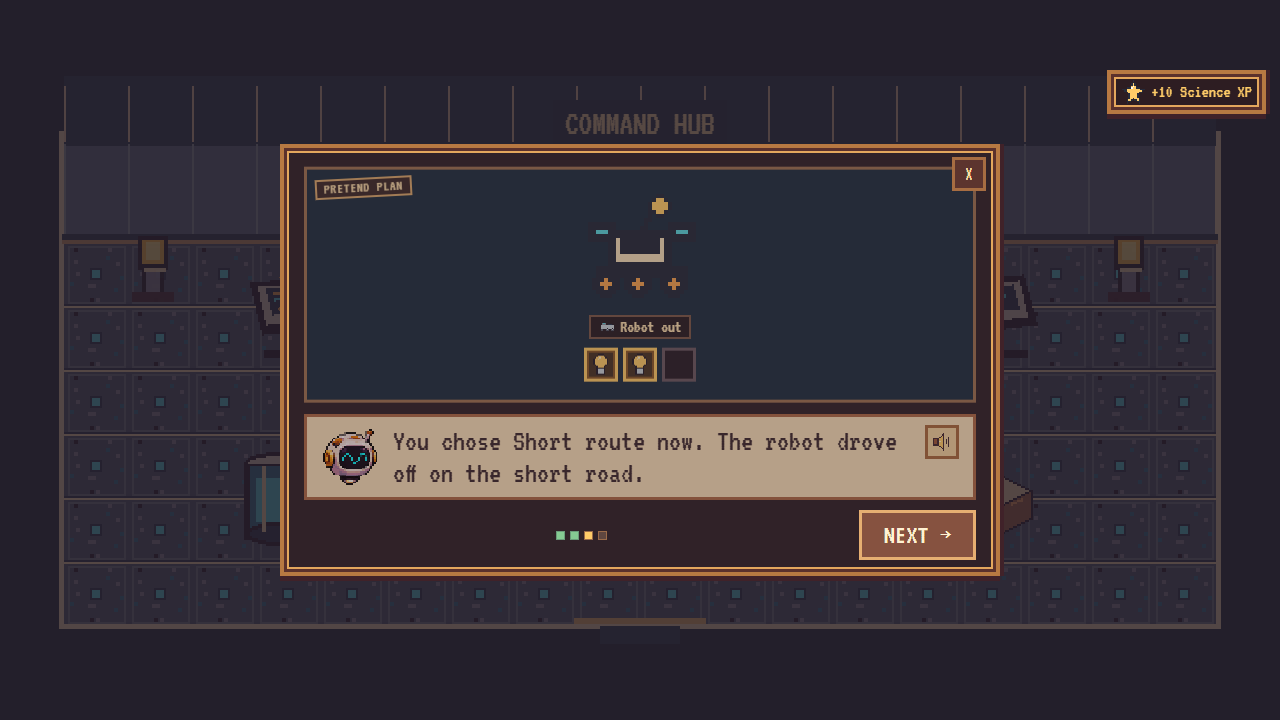 +10 Science XP
COMMAND HUB
PRETEND PLAN
X
Robot out
You chose Short route now. The robot drove
off on the short road.
NEXT →